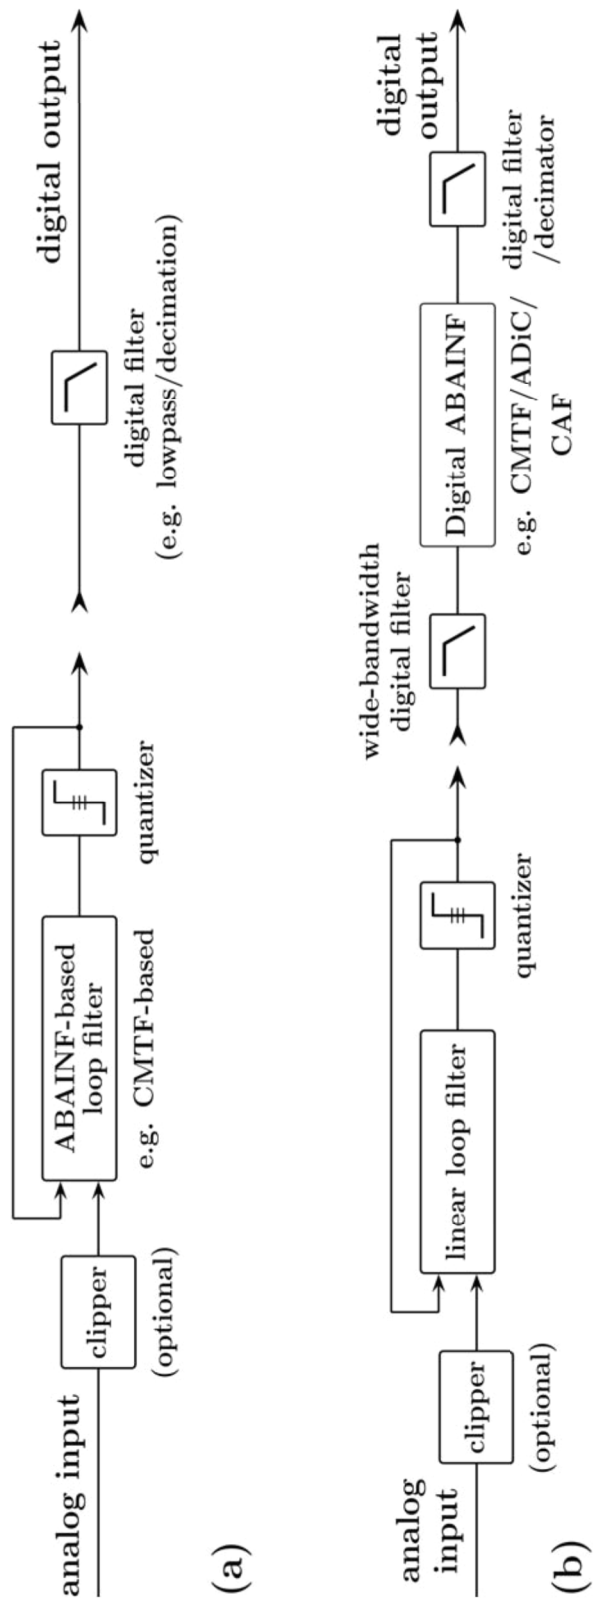 analog input
clipper
(optional)
ABAINF-based
loop filter
e.g. CMTF-based
quantizer
digital filter
(e.g. lowpass/decimation)
digital output
(a)
analog
input
clipper
(optional)
linear loop filter
quantizer
wide-bandwidth
digital filter
Digital ABAINF
e.g. CMTF/ADiC/
CAF
digital filter
/decimator
digital
output
(b)